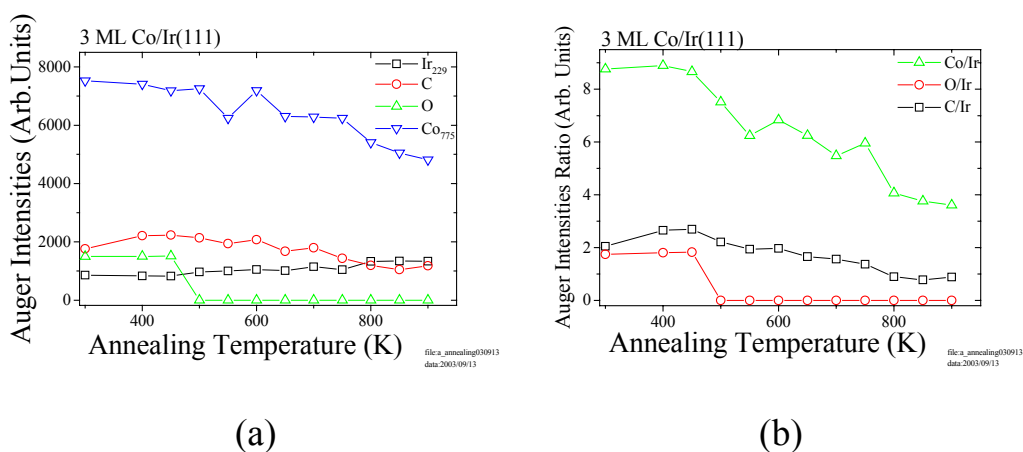 3 ML Co/Ir(111)
Auger Intensities (Arb. Units)
8000
6000
4000
2000
0
Ir229
C
O
Co775
400
600
800
Annealing Temperature (K)
file:a_annealing030913
data:2003/09/13
(a)
3 ML Co/Ir(111)
Auger Intensities Ratio (Arb. Units)
8
6
4
2
0
Co/Ir
O/Ir
C/Ir
400
600
800
Annealing Temperature (K)
file:a_annealing030913
data:2003/09/13
(b)